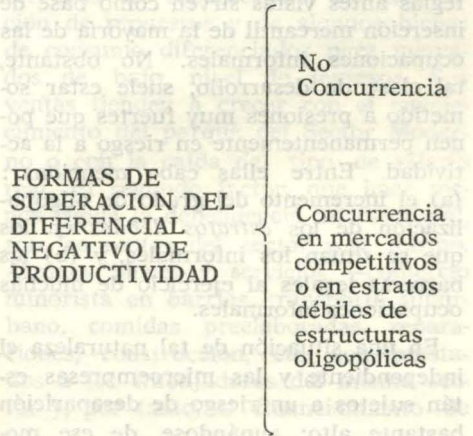 FORMAS DE
SUPERACION DEL
DIFERENCIAL
NEGATIVO DE
PRODUCTIVIDAD
No
Concurrencia
Concurrencia
en mercados
competitivos
o en estratos
débiles de
estructuras
oligopólicas